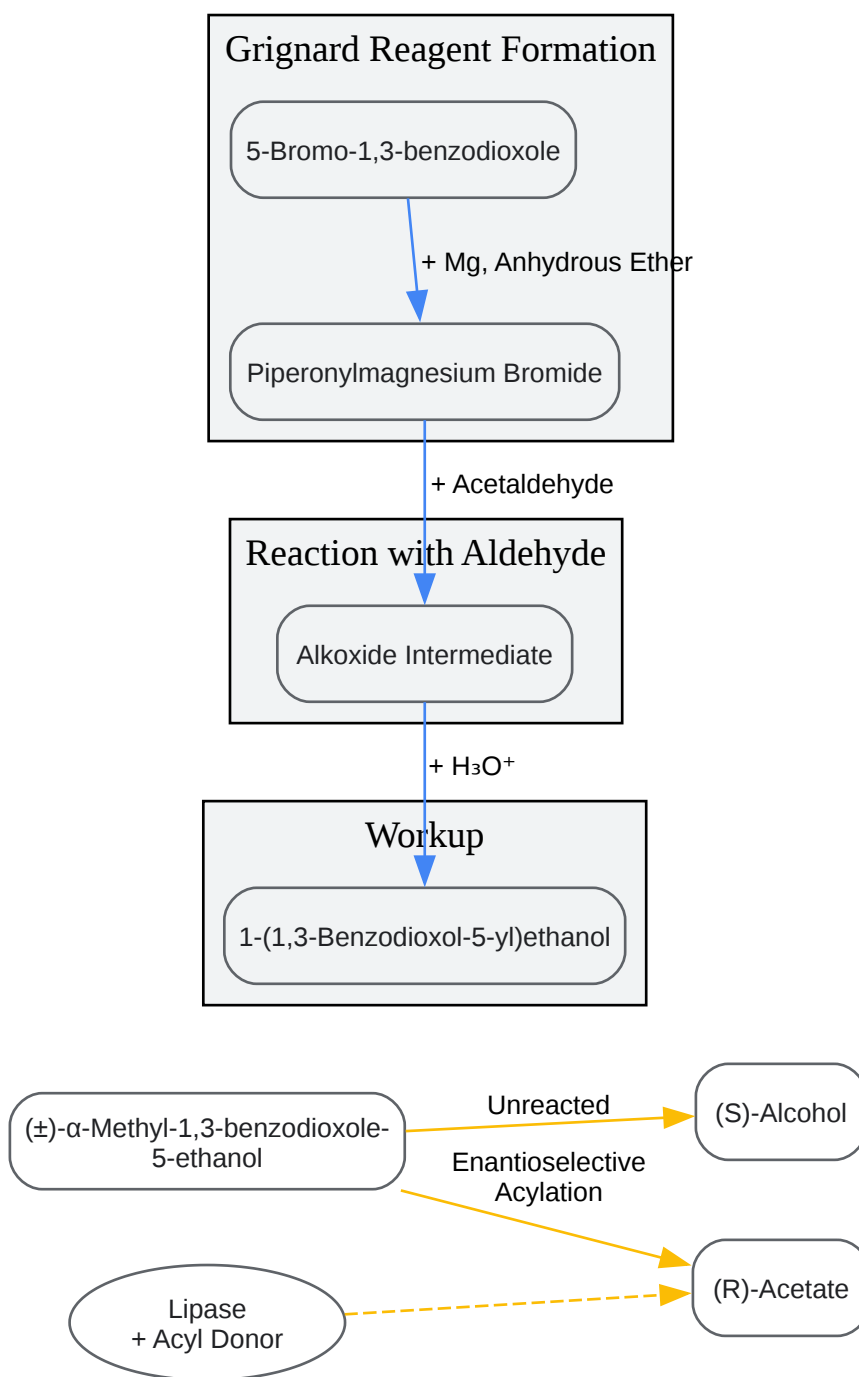 Grignard Reagent Formation
5-Bromo-1,3-benzodioxole
+ Mg, Anhydrous Ether
Piperonylmagnesium Bromide
+ Acetaldehyde
Reaction with Aldehyde
Alkoxide Intermediate
+ H₃O⁺
Workup
1-(1,3-Benzodioxol-5-yl)ethanol
(±)-α-Methyl-1,3-benzodioxole-
5-ethanol
Unreacted
(S)-Alcohol
Enantioselective
Acylation
(R)-Acetate
Lipase
+ Acyl Donor